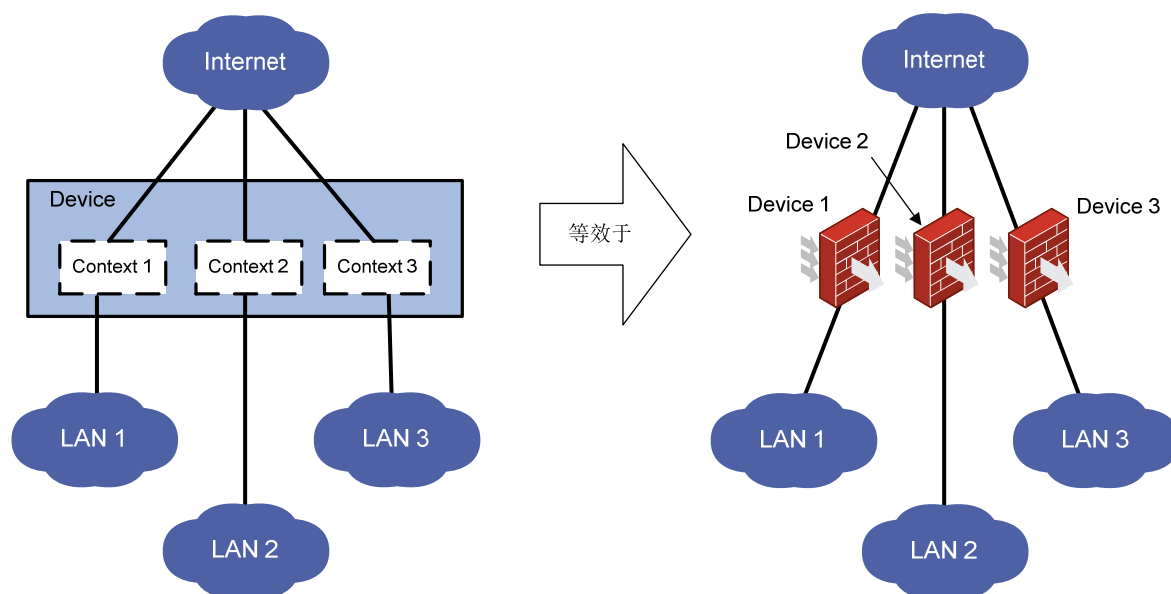 Internet
Device
Context 1
Context 2
Context 3
LAN 1
LAN 3
LAN 2
等效于
Internet
Device 2
Device 1
Device 3
LAN 1
LAN 3
LAN 2